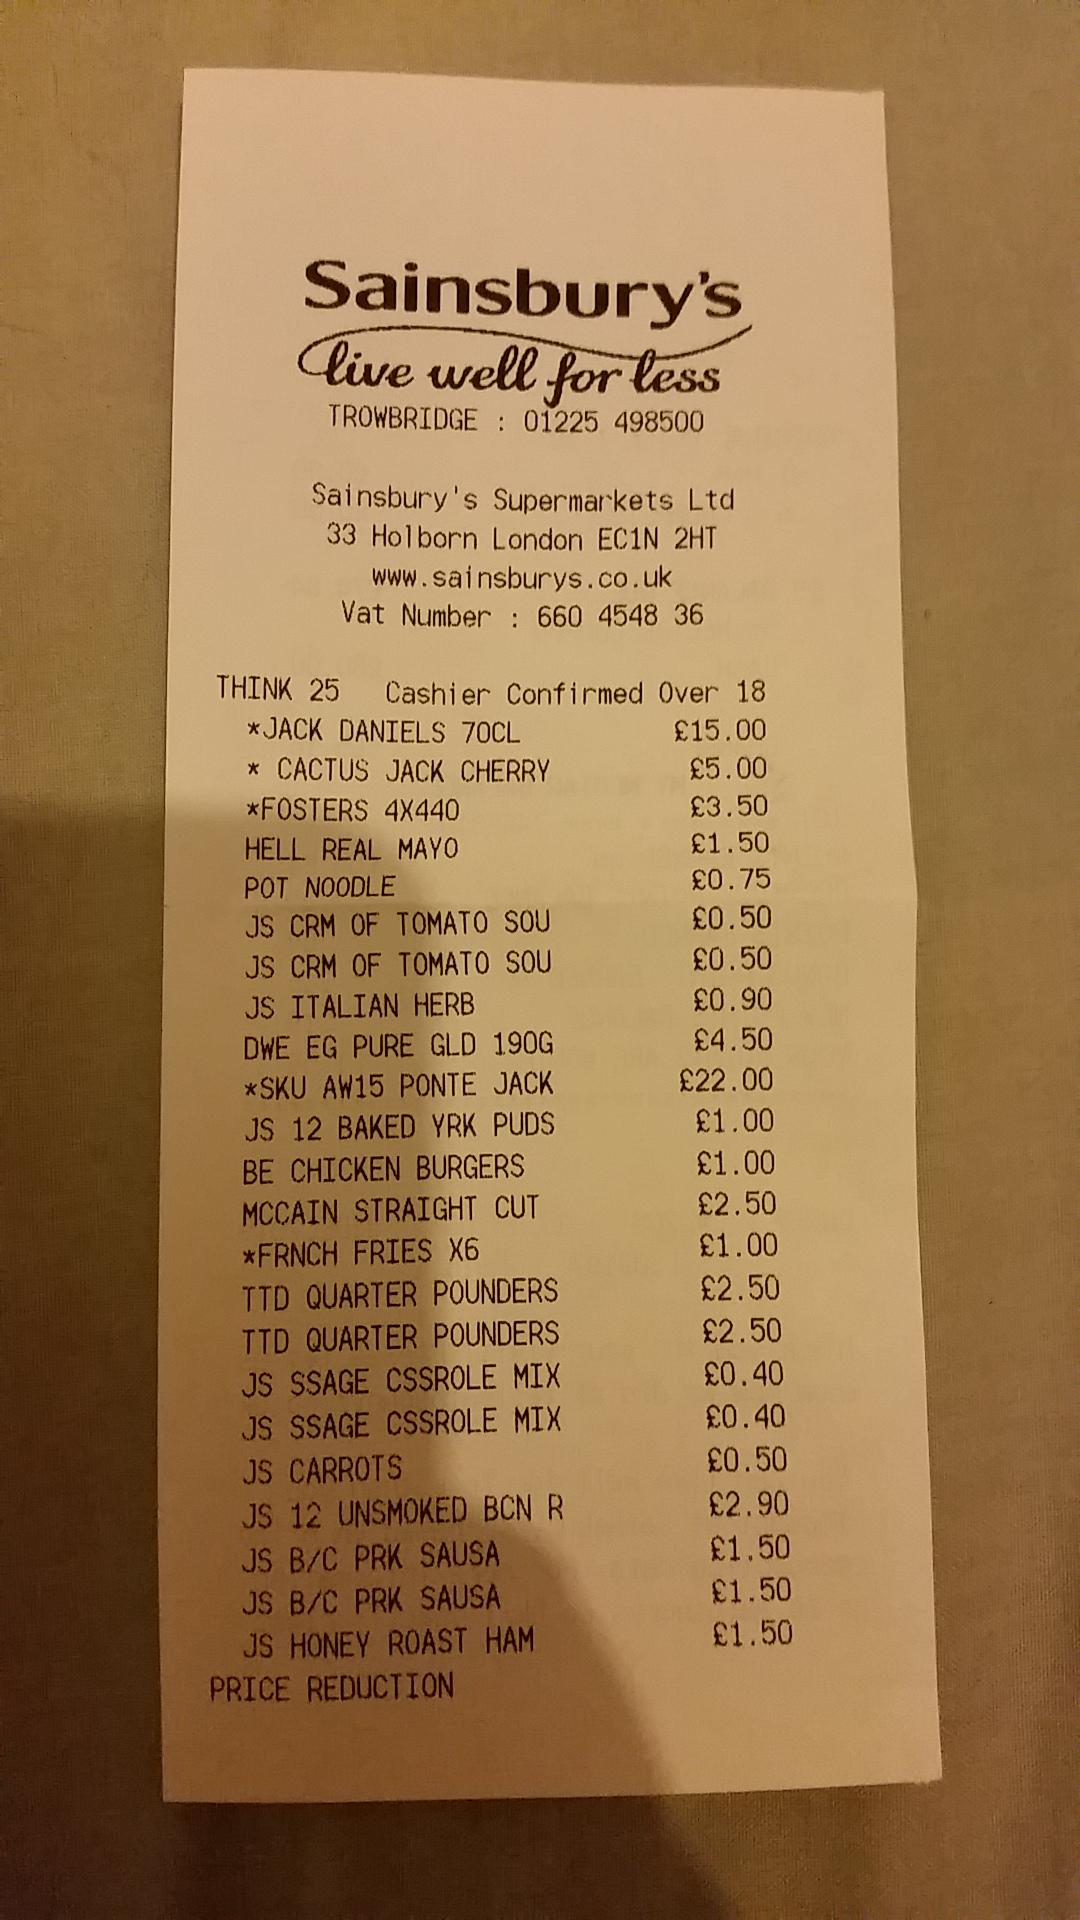 Sainsbury's
live well for less
TROWBRIDGE : 01225 498500
Sainsbury's Supermarkets Ltd
33 Holborn London EC1N 2HT
www.sainsburys.co.uk
Vat Number : 660 4548 36
THINK 25 Cashier Confirmed Over 18
*JACK DANIELS 70CL £15.00
* CACTUS JACK CHERRY £5.00
*FOSTERS 4X440 £3.50
HELL REAL MAYO £1.50
POT NOODLE £0.75
JS CRM OF TOMATO SOU £0.50
JS CRM OF TOMATO SOU £0.50
JS ITALIAN HERB £0.90
DWE EG PURE GLD 190G £4.50
*SKU AW15 PONTE JACK £22.00
JS 12 BAKED YRK PUDS £1.00
BE CHICKEN BURGERS £1.00
MCCAIN STRAIGHT CUT £2.50
*FRNCH FRIES X6 £1.00
TTD QUARTER POUNDERS £2.50
TTD QUARTER POUNDERS £2.50
JS SSAGE CSSROLE MIX £0.40
JS SSAGE CSSROLE MIX £0.40
JS CARROTS £0.50
JS 12 UNSMOKED BCN R £2.90
JS B/C PRK SAUSA £1.50
JS B/C PRK SAUSA £1.50
JS HONEY ROAST HAM £1.50
PRICE REDUCTION